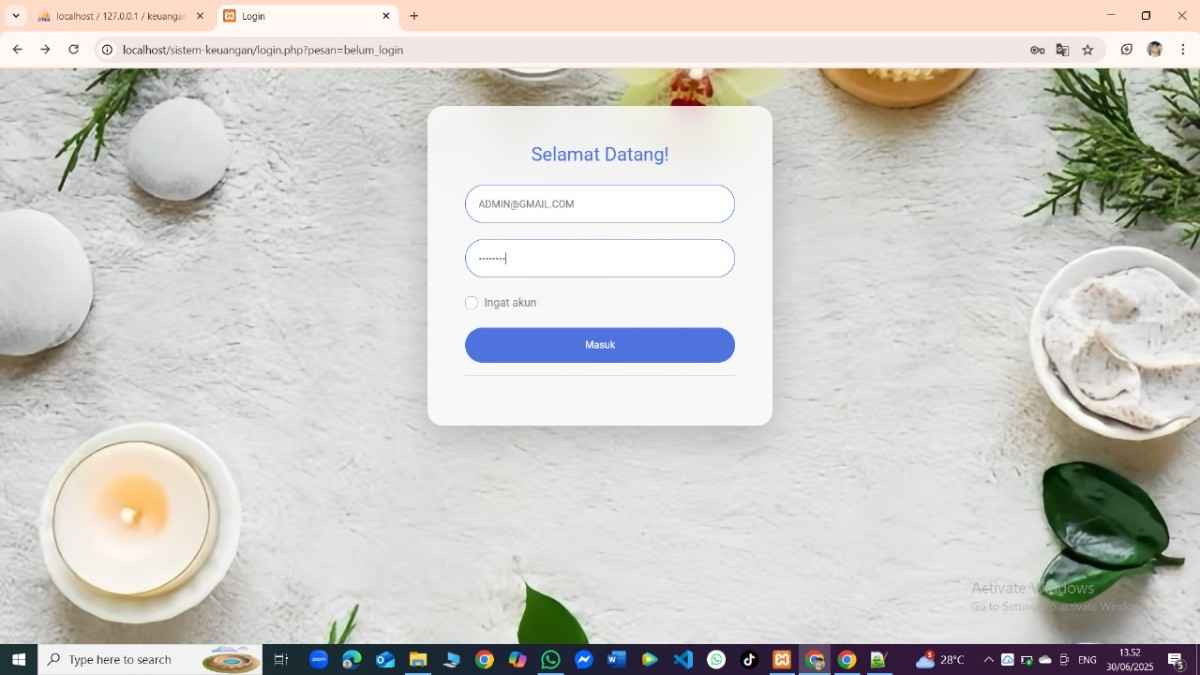 localhost / 127.0.0.1 / keuangan
Login
localhost/sistem-keuangan/login.php?pesan=belum_login
Selamat Datang!
ADMIN@GMAIL.COM
Ingat akun
Masuk
Activate Windows
Go to Settings to activate Windows.
Type here to search
zoom
28°C
ENG
13.52
30/06/2025
5